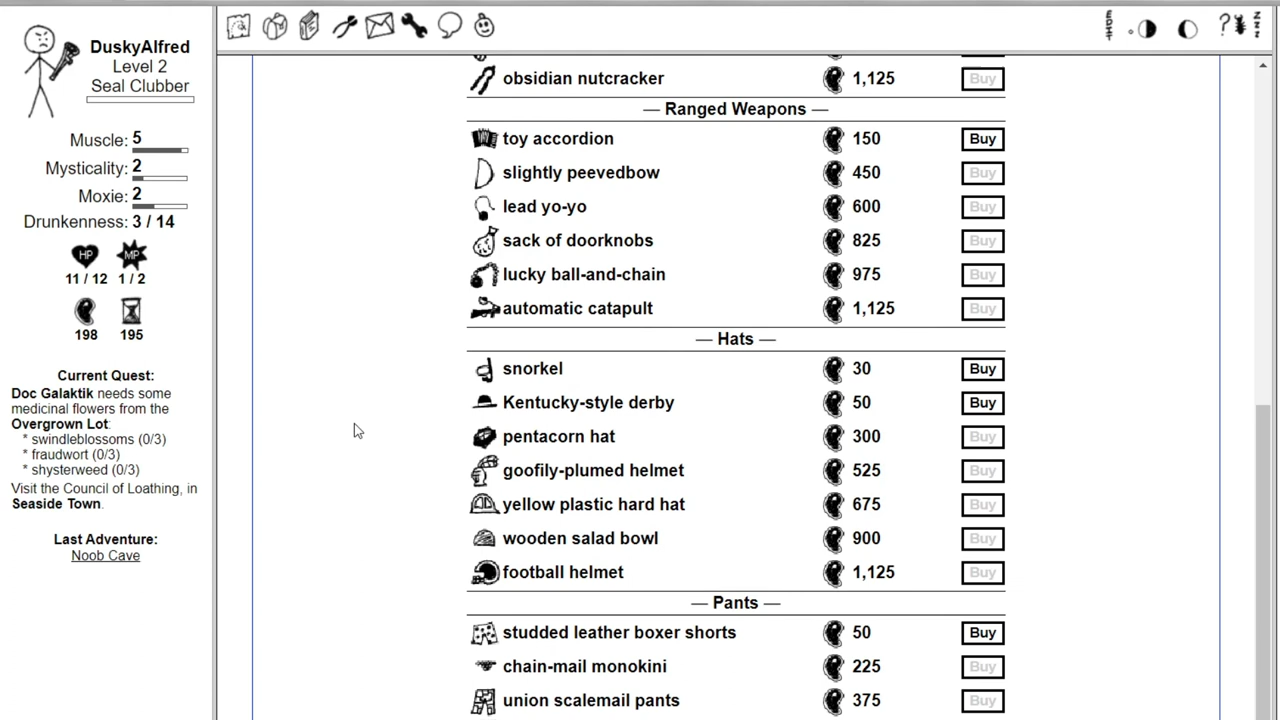 DuskyAlfred
Level 2
Seal Clubber
Muscle: 5
Mysticality: 2
Moxie: 2
Drunkenness: 3 / 14
HP MP
11 / 12 1 / 2
198 195
Current Quest:
Doc Galaktik needs some
medicinal flowers from the
Overgrown Lot:
* swindleblossoms (0/3)
* fraudwort (0/3)
* shysterweed (0/3)
Visit the Council of Loathing, in
Seaside Town.
Last Adventure:
Noob Cave
EDIT ? Zzz
obsidian nutcracker 1,125 Buy
— Ranged Weapons —
toy accordion 150 Buy
slightly peevedbow 450 Buy
lead yo-yo 600 Buy
sack of doorknobs 825 Buy
lucky ball-and-chain 975 Buy
automatic catapult 1,125 Buy
— Hats —
snorkel 30 Buy
Kentucky-style derby 50 Buy
pentacorn hat 300 Buy
goofily-plumed helmet 525 Buy
yellow plastic hard hat 675 Buy
wooden salad bowl 900 Buy
football helmet 1,125 Buy
— Pants —
studded leather boxer shorts 50 Buy
chain-mail monokini 225 Buy
union scalemail pants 375 Buy